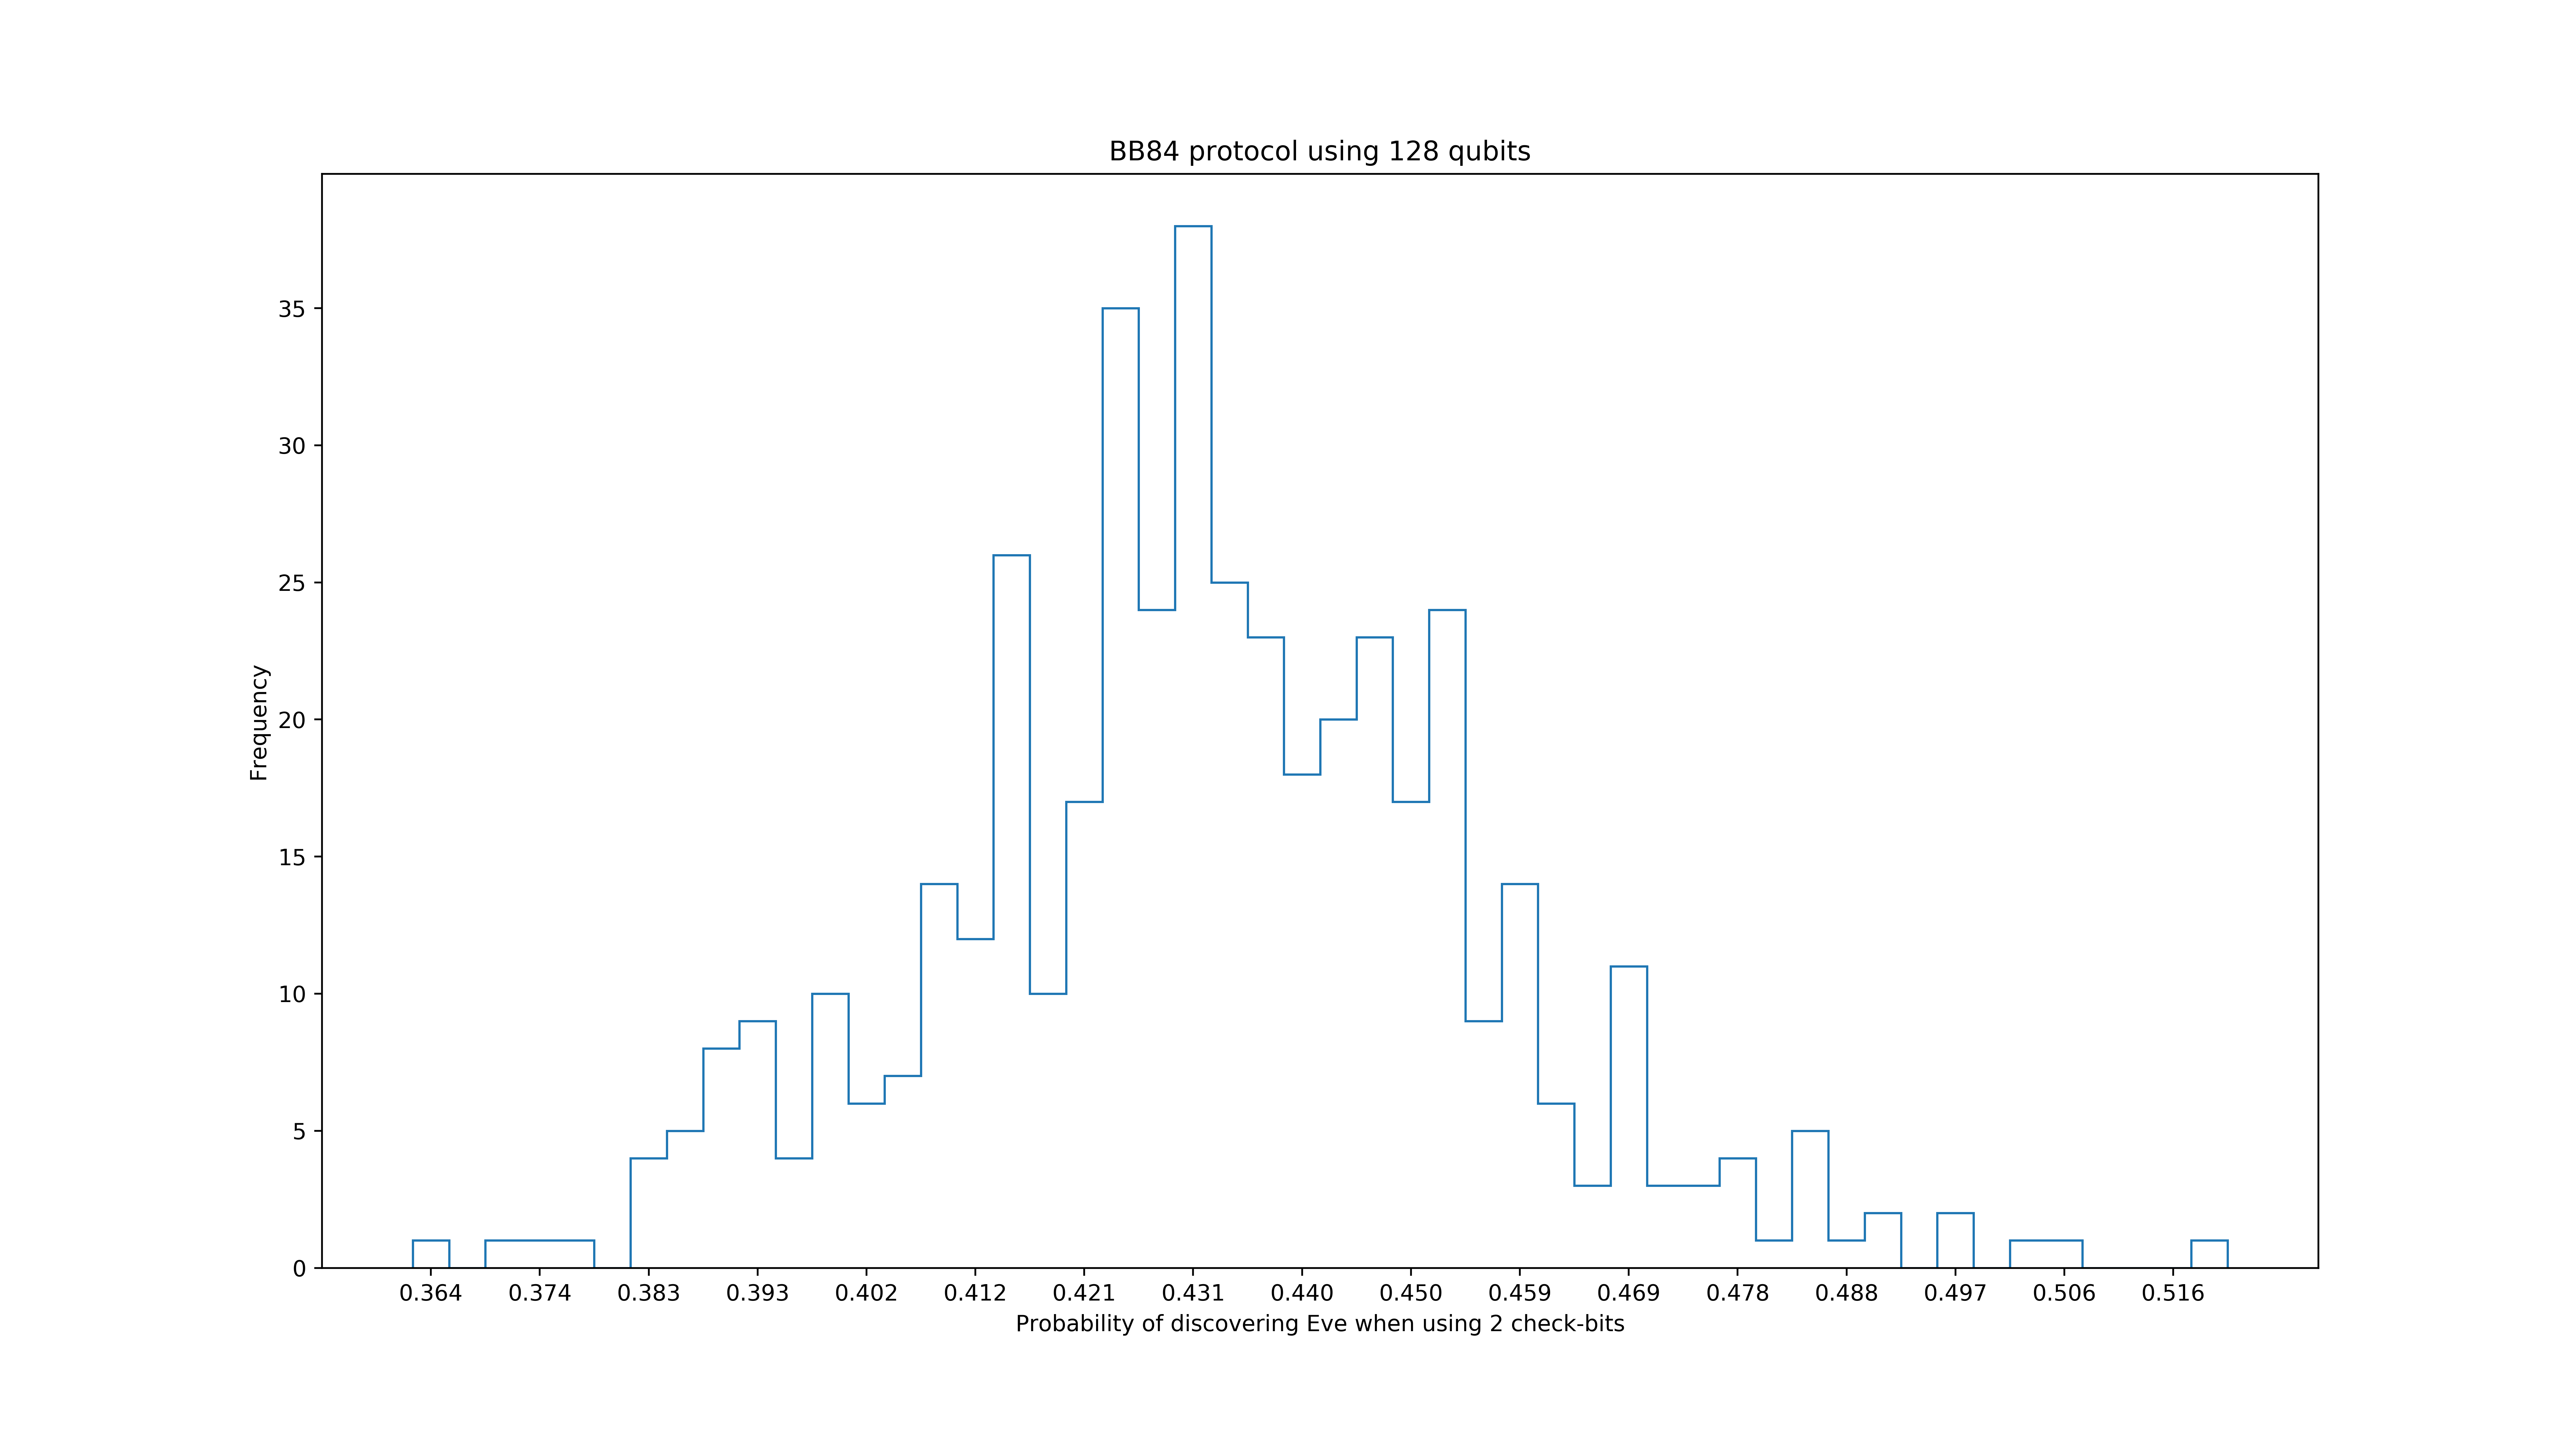 BB84 protocol using 128 qubits
Frequency
35
30
25
20
15
10
5
0
0.364 0.374 0.383 0.393 0.402 0.412 0.421 0.431 0.440 0.450 0.459 0.469 0.478 0.488 0.497 0.506 0.516
Probability of discovering Eve when using 2 check-bits